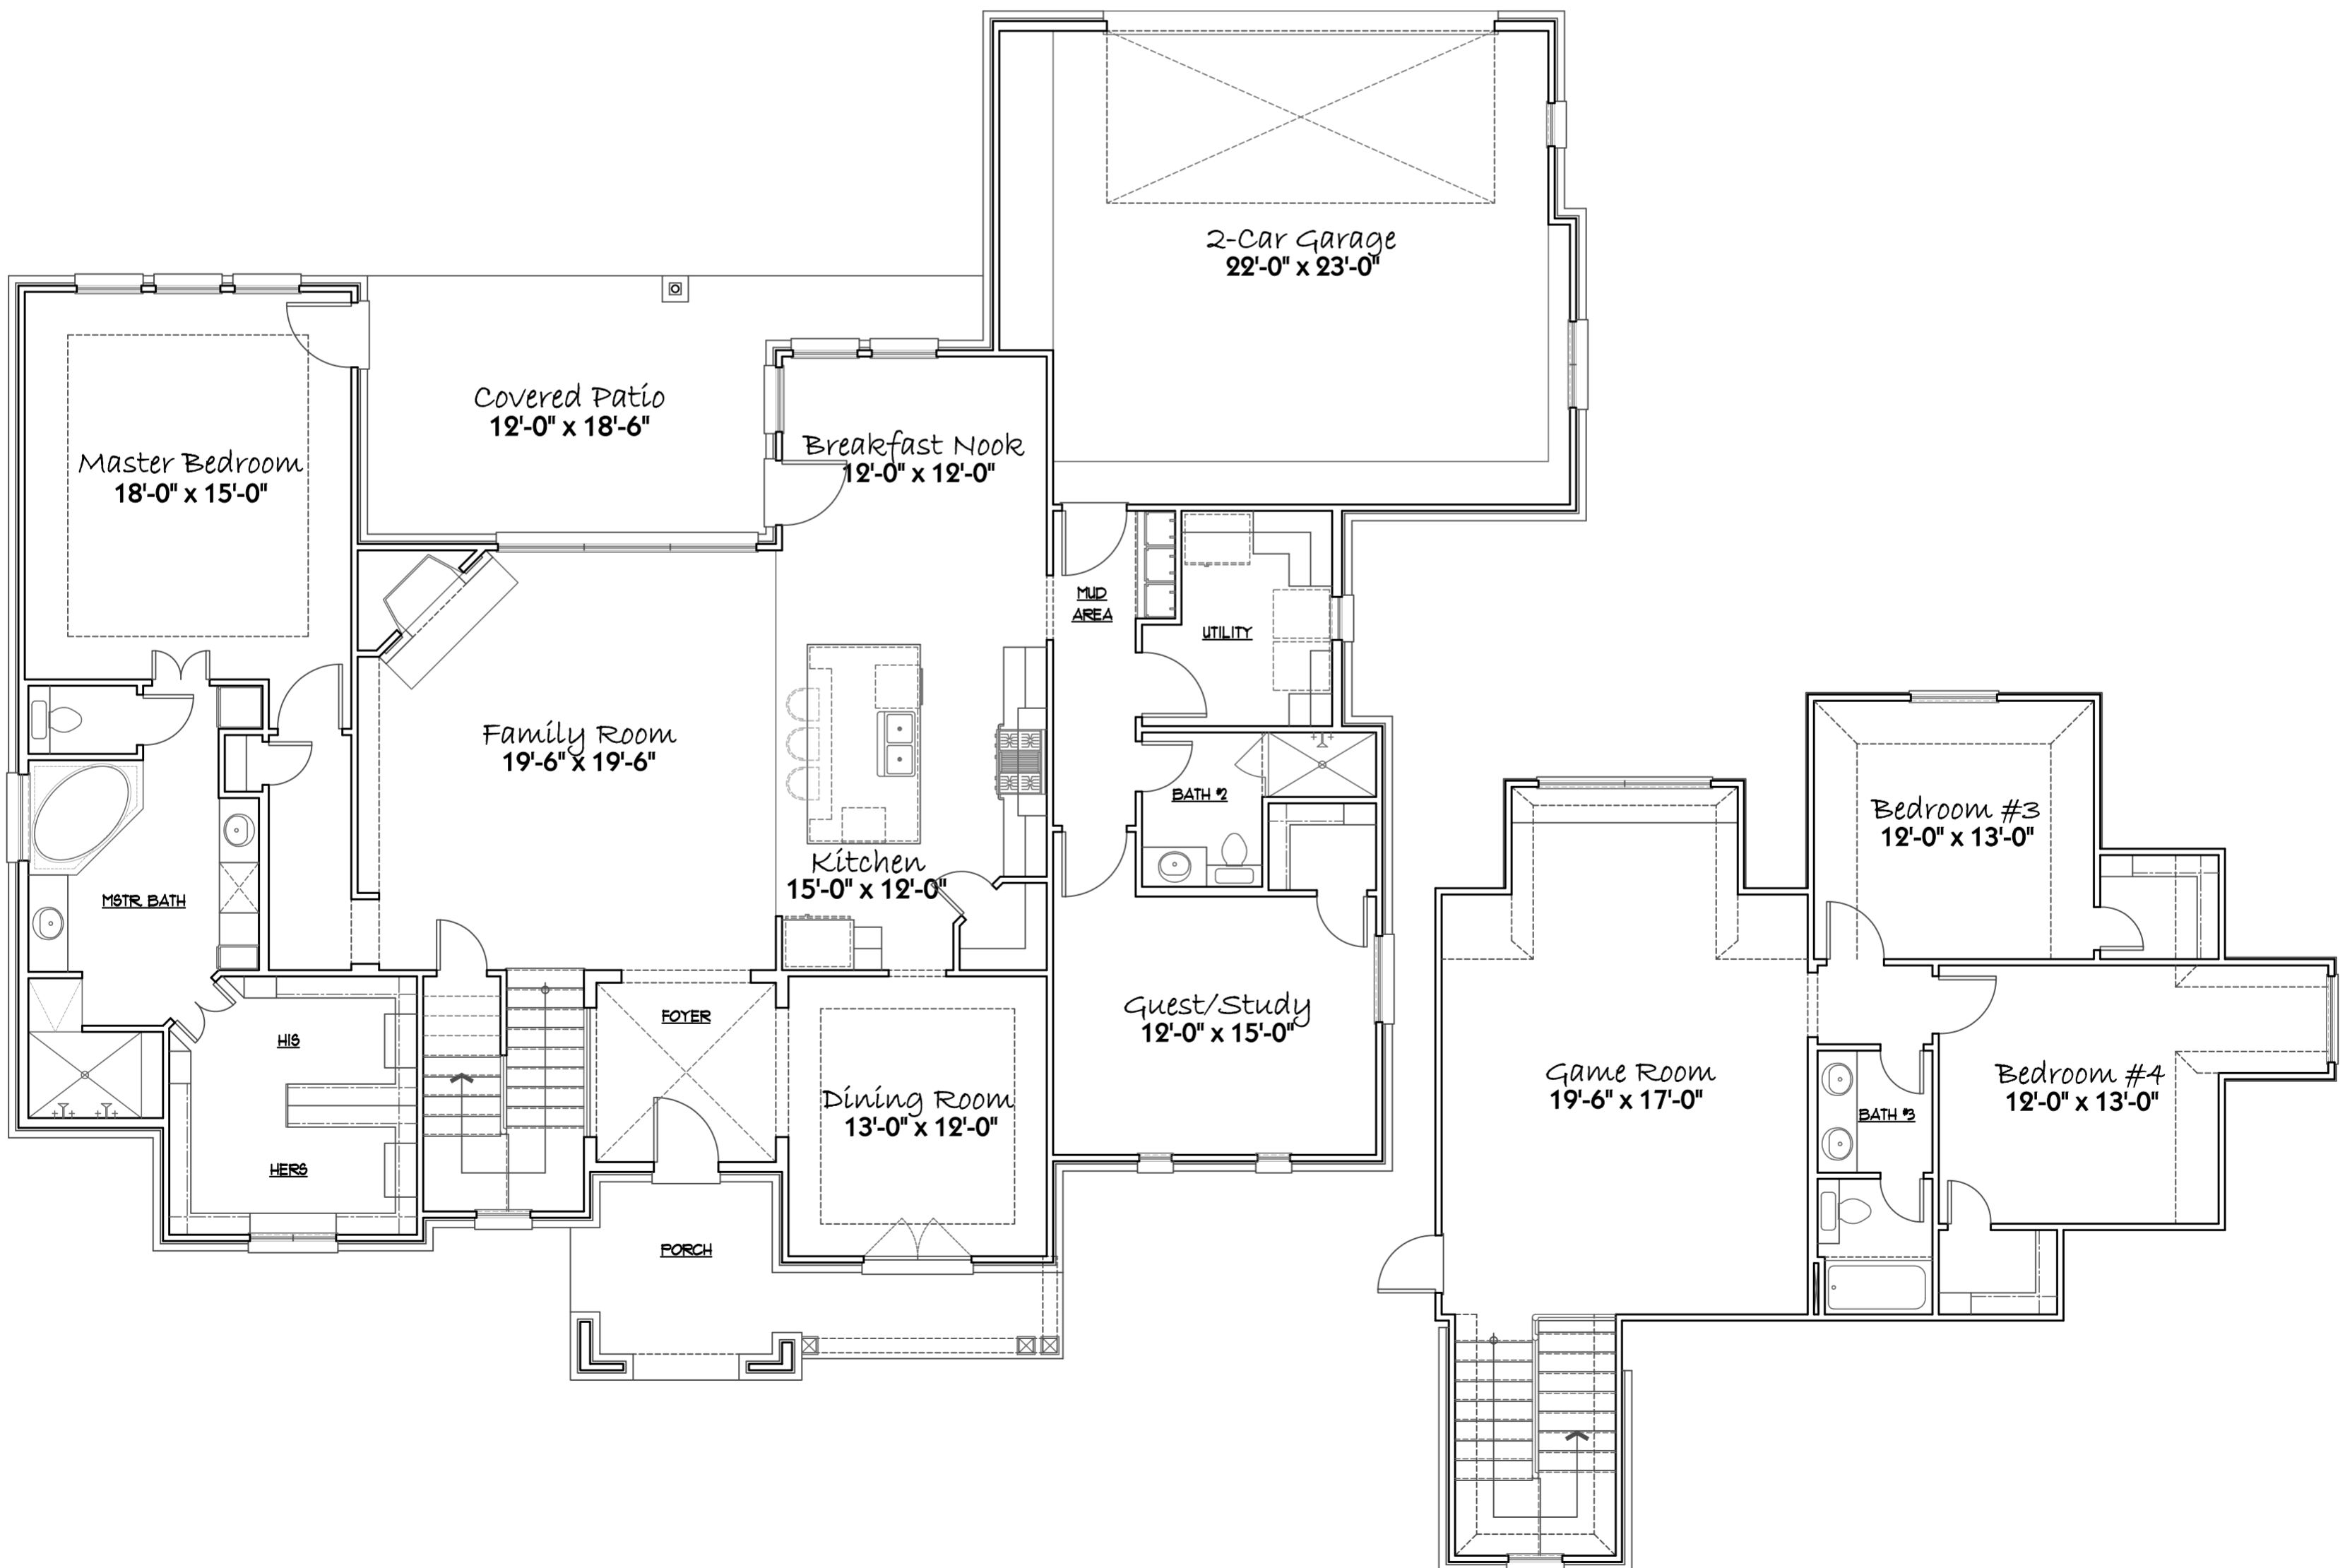 2-Car Garage
22'-0" x 23'-0"
Covered Patio
12'-0" x 18'-6"
Breakfast Nook
12'-0" x 12'-0"
Master Bedroom
18'-0" x 15'-0"
MUD
AREA
UTILITY
Family Room
19'-6" x 19'-6"
BATH #2
Kitchen
15'-0" x 12'-0"
MSTR BATH
Bedroom #3
12'-0" x 13'-0"
Guest/Study
12'-0" x 15'-0"
FOYER
HIS
Dining Room
13'-0" x 12'-0"
Game Room
19'-6" x 17'-0"
Bedroom #4
12'-0" x 13'-0"
BATH #3
HERS
PORCH